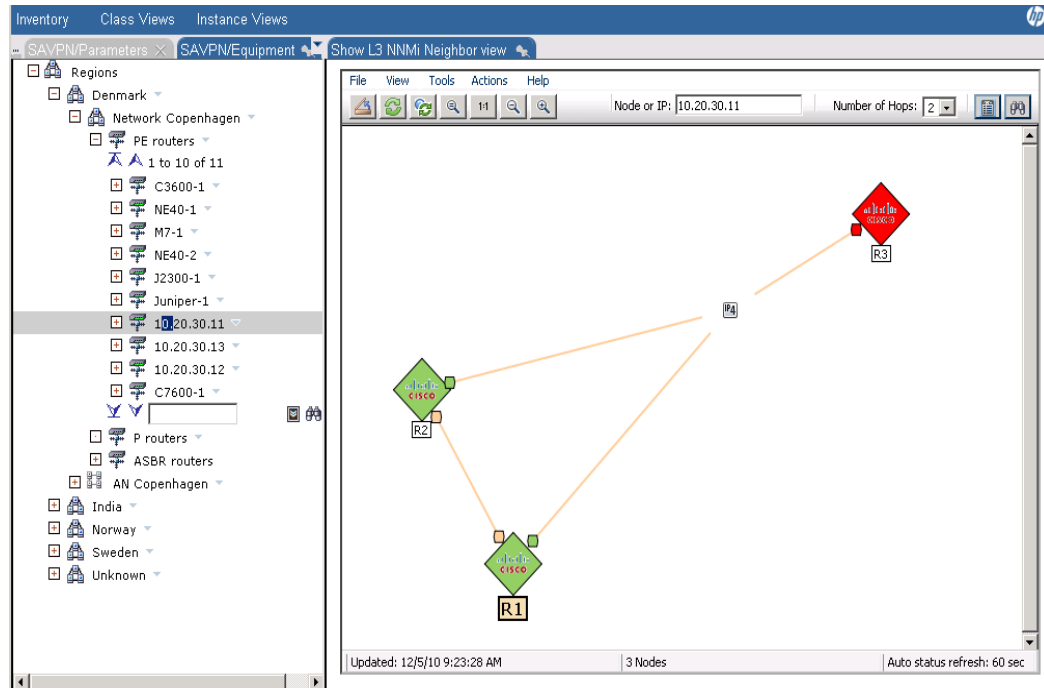 Inventory Class Views Instance Views
hp
... SAVPN/Parameters SAVPN/Equipment Show L3 NNMi Neighbor view
Regions
Denmark
Network Copenhagen
PE routers
1 to 10 of 11
C3600-1
NE40-1
M7-1
NE40-2
J2300-1
Juniper-1
10.20.30.11
10.20.30.13
10.20.30.12
C7600-1
P routers
ASBR routers
AN Copenhagen
India
Norway
Sweden
Unknown
File View Tools Actions Help
1:1 Node or IP: 10.20.30.11 Number of Hops: 2
CISCO
R3
IP4
CISCO
R2
CISCO
R1
Updated: 12/5/10 9:23:28 AM 3 Nodes Auto status refresh: 60 sec